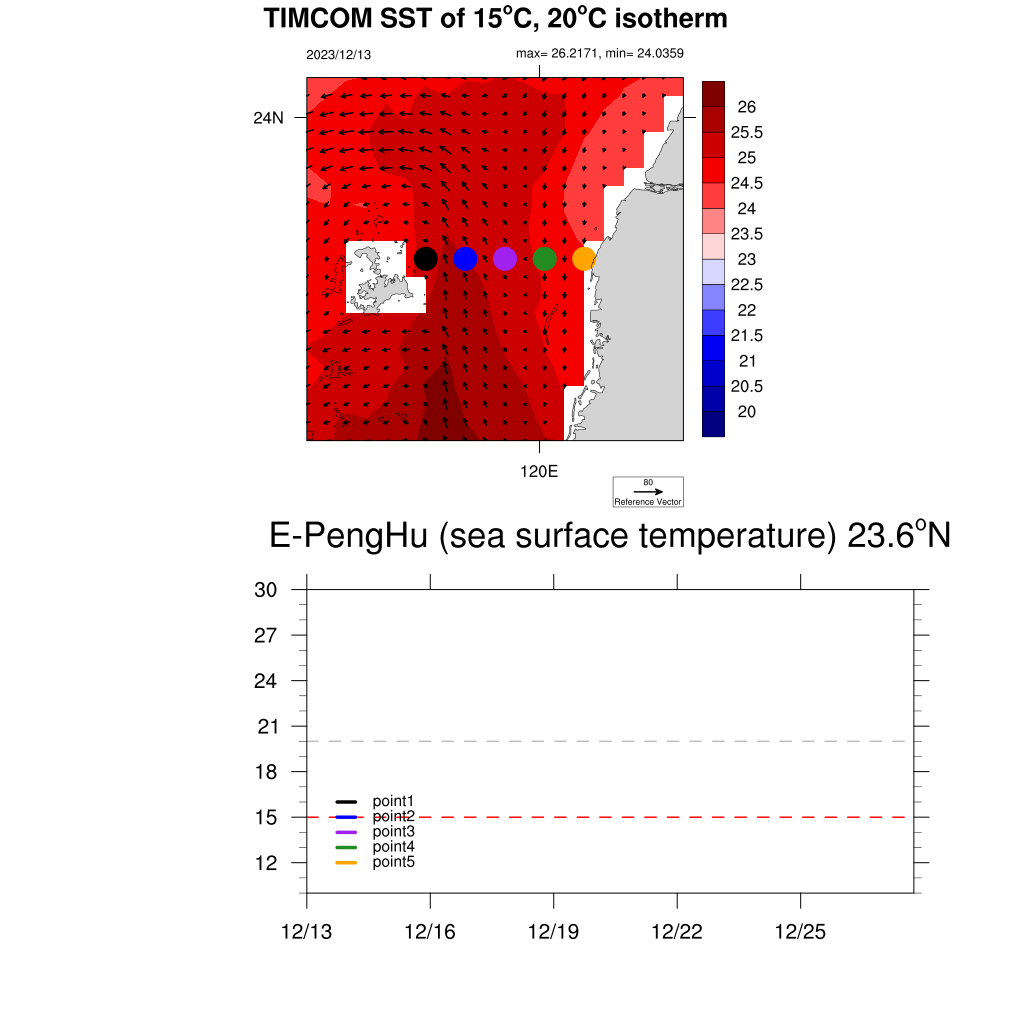 TIMCOM SST of 15°C, 20°C isotherm
2023/12/13
max= 26.2171, min= 24.0359
24N
26
25.5
25
24.5
24
23.5
23
22.5
22
21.5
21
20.5
20
120E
80
Reference Vector
E-PengHu (sea surface temperature) 23.6°N
30
27
24
21
18
15
12
point1
point2
point3
point4
point5
12/13 12/16 12/19 12/22 12/25